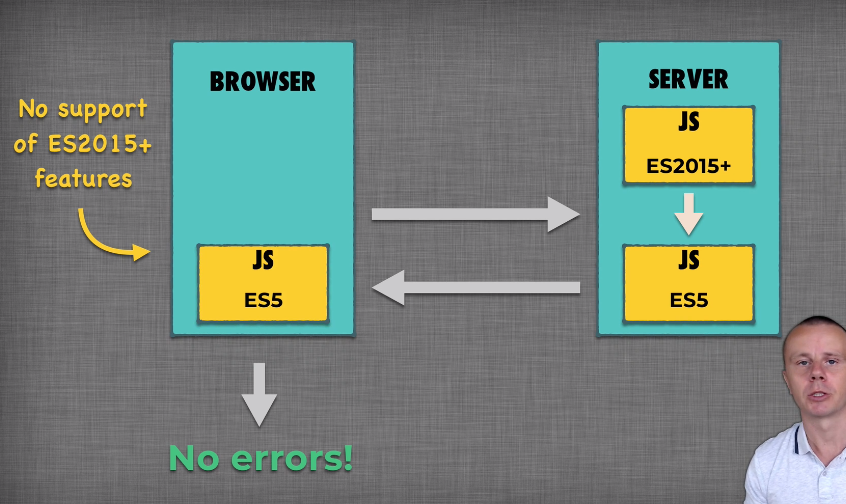 No support
of ES2015+
features
BROWSER
JS
ES5
No errors!
SERVER
JS
ES2015+
JS
ES5